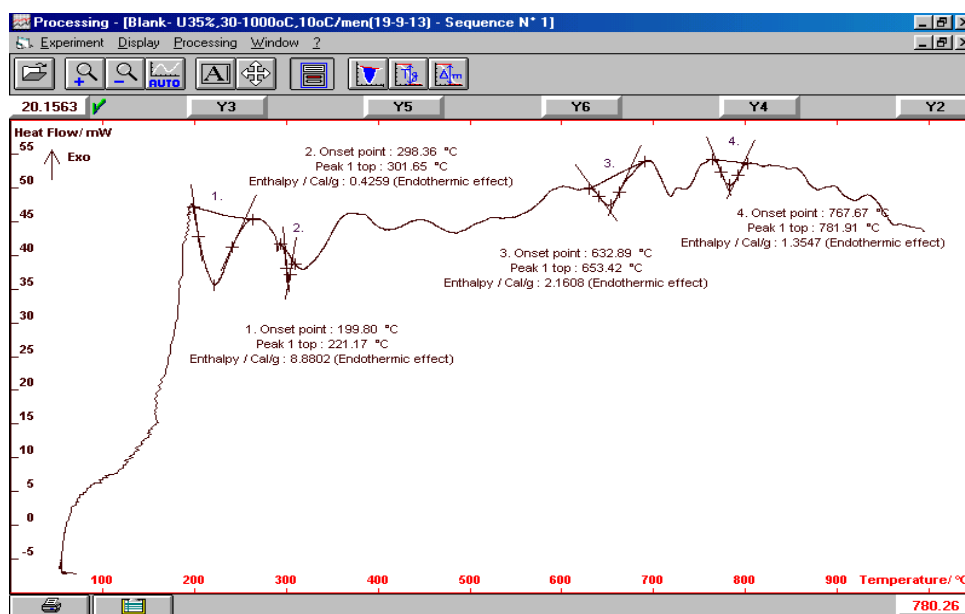 Processing - [Blank- U35%,30-1000oC,10oC/men(19-9-13) - Sequence N° 1]
Experiment Display Processing Window ?
AUTO A Tg Δm
20.1563 Y3 Y5 Y6 Y4 Y2
Heat Flow/ mW
Exo
55
50
45
40
35
30
25
20
15
10
5
0
-5
2. Onset point : 298.36 °C
Peak 1 top : 301.65 °C
Enthalpy / Cal/g : 0.4259 (Endothermic effect)
1.
2.
3.
4.
4. Onset point : 767.67 °C
Peak 1 top : 781.91 °C
Enthalpy / Cal/g : 1.3547 (Endothermic effect)
3. Onset point : 632.89 °C
Peak 1 top : 653.42 °C
Enthalpy / Cal/g : 2.1608 (Endothermic effect)
1. Onset point : 199.80 °C
Peak 1 top : 221.17 °C
Enthalpy / Cal/g : 8.8802 (Endothermic effect)
100 200 300 400 500 600 700 800 900 Temperature/ °C
780.26